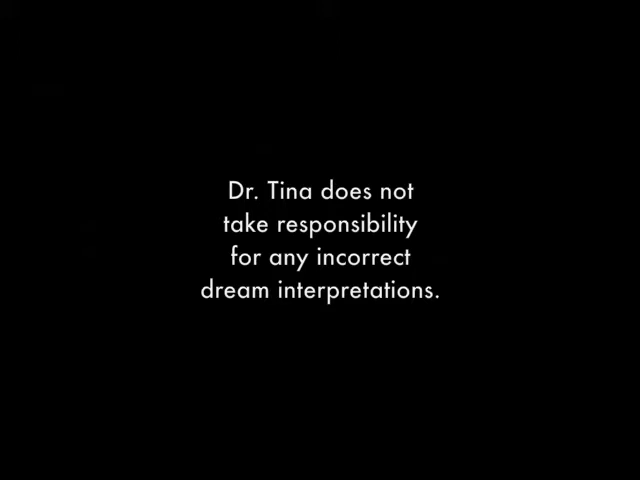 Dr. Tina does not
take responsibility
for any incorrect
dream interpretations.